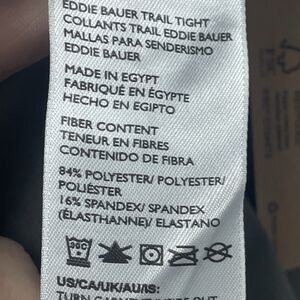 EDDIE BAUER TRAIL TIGHT
COLLANTS TRAIL EDDIE BAUER
MALLAS PARA SENDERISMO
EDDIE BAUER
MADE IN EGYPT
FABRIQUÉ EN ÉGYPTE
HECHO EN EGIPTO
FIBER CONTENT
TENEUR EN FIBRES
CONTENIDO DE FIBRA
84% POLYESTER/ POLYESTER/
POLIÉSTER
16% SPANDEX/ SPANDEX
(ÉLASTHANNE)/ ELASTANO
US/CA/UK/AU/IS: